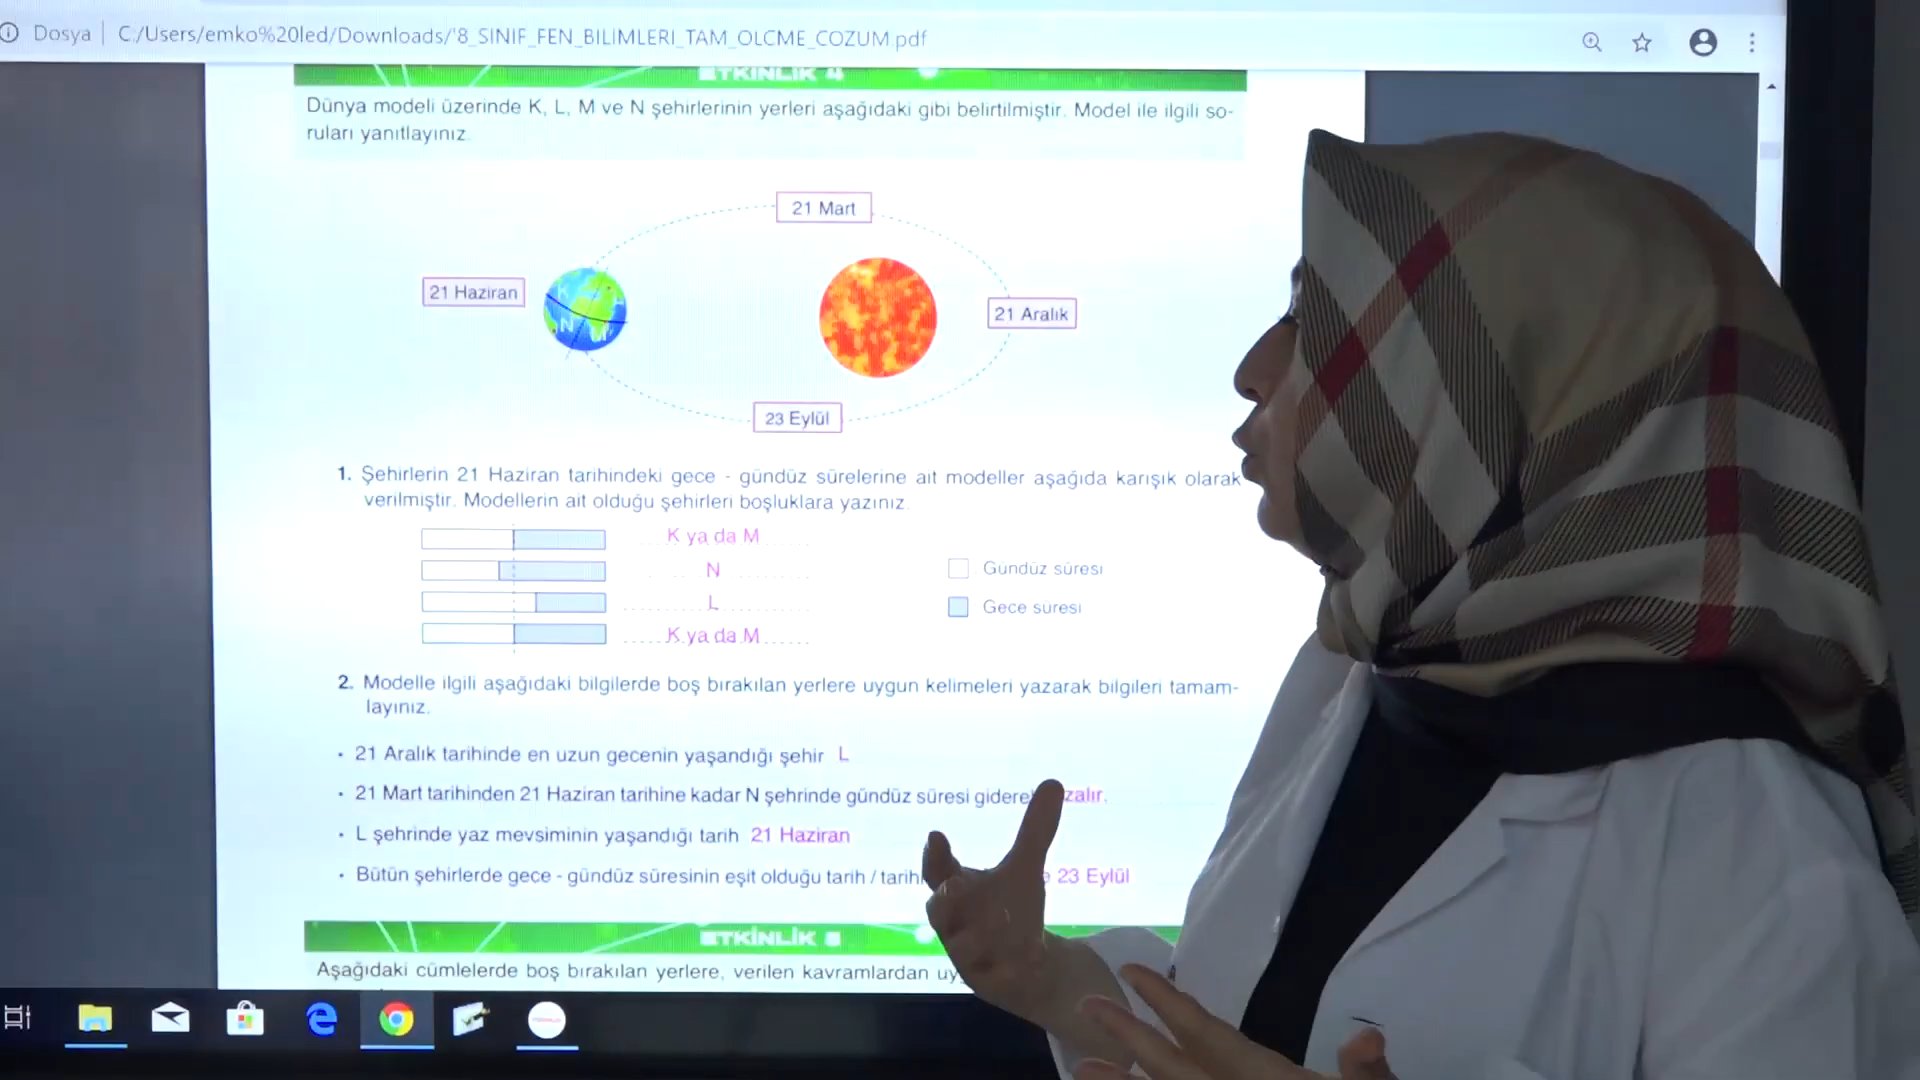 Dosya C:/Users/emko%20led/Downloads/'8_SINIF_FEN_BILIMLERI_TAM_OLCME_COZUM.pdf
ETKİNLİK 4
Dünya modeli üzerinde K, L, M ve N şehirlerinin yerleri aşağıdaki gibi belirtilmiştir. Model ile ilgili so-
ruları yanıtlayınız.
21 Mart
21 Haziran
K
N
M
21 Aralık
23 Eylül
1. Şehirlerin 21 Haziran tarihindeki gece - gündüz sürelerine ait modeller aşağıda karışık olarak
verilmiştir. Modellerin ait olduğu şehirleri boşluklara yazınız.
K ya da M
N
Gündüz süresi
L
Gece süresi
K ya da M
2. Modelle ilgili aşağıdaki bilgilerde boş bırakılan yerlere uygun kelimeleri yazarak bilgileri tamam-
layınız.
• 21 Aralık tarihinde en uzun gecenin yaşandığı şehir L
• 21 Mart tarihinden 21 Haziran tarihine kadar N şehrinde gündüz süresi
• L şehrinde yaz mevsiminin yaşandığı tarih 21 Haziran
• Bütün şehirlerde gece - gündüz süresinin eşit olduğu tarih / 23 Eylül
ETKİNLİK 5
Aşağıdaki cümlelerde boş bırakılan yerlere, verilen kavramlardan